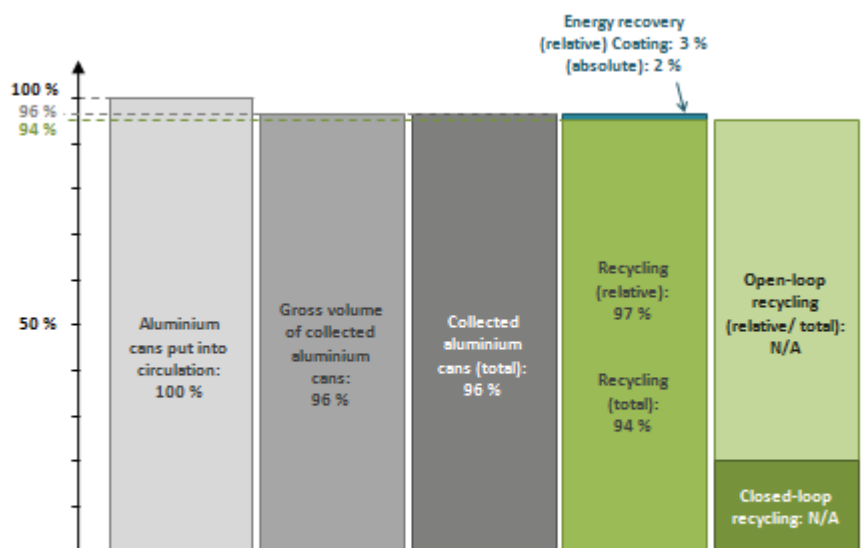 Energy recovery
(relative) Coating: 3 %
(absolute): 2 %
100 %
96 %
94 %
50 %
Aluminium
cans put into
circulation:
100 %
Gross volume
of collected
aluminium
cans:
96 %
Collected
aluminium
cans (total):
96 %
Recycling
(relative):
97 %
Recycling
(total):
94 %
Open-loop
recycling
(relative/ total):
N/A
Closed-loop
recycling: N/A